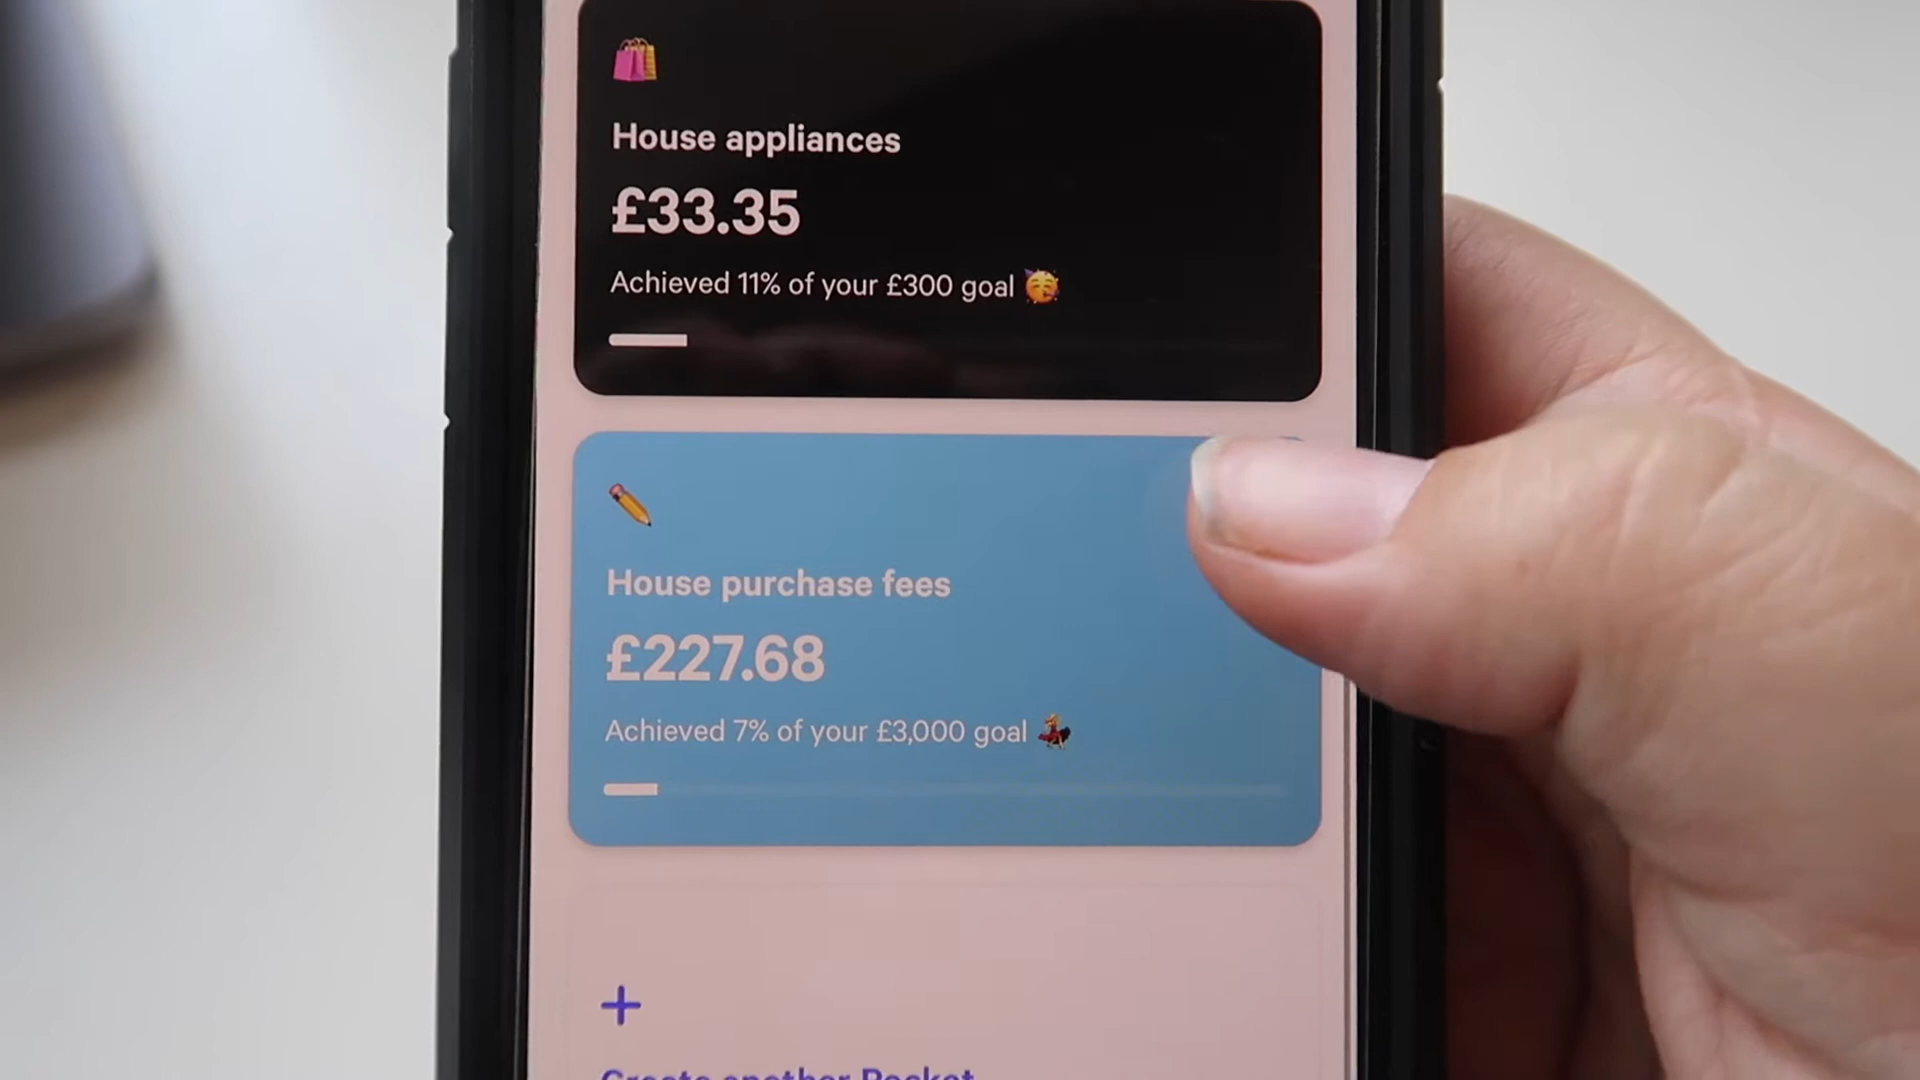 House appliances
£33.35
Achieved 11% of your £300 goal
House purchase fees
£227.68
Achieved 7% of your £3,000 goal
Create another Pocket